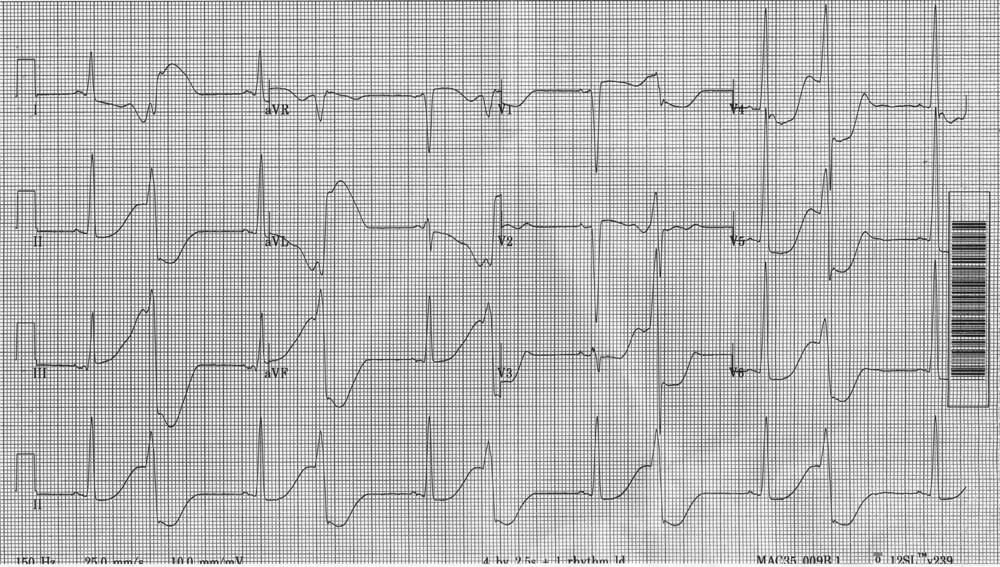 I aVR V1 V4
II aVL V2 V5
III aVF V3 V6
II
150 Hz 25.0 mm/s 10.0 mm/mV 4 by 2.5s + 1 rhythm ld MAC35 009B.1 12SL™ v239